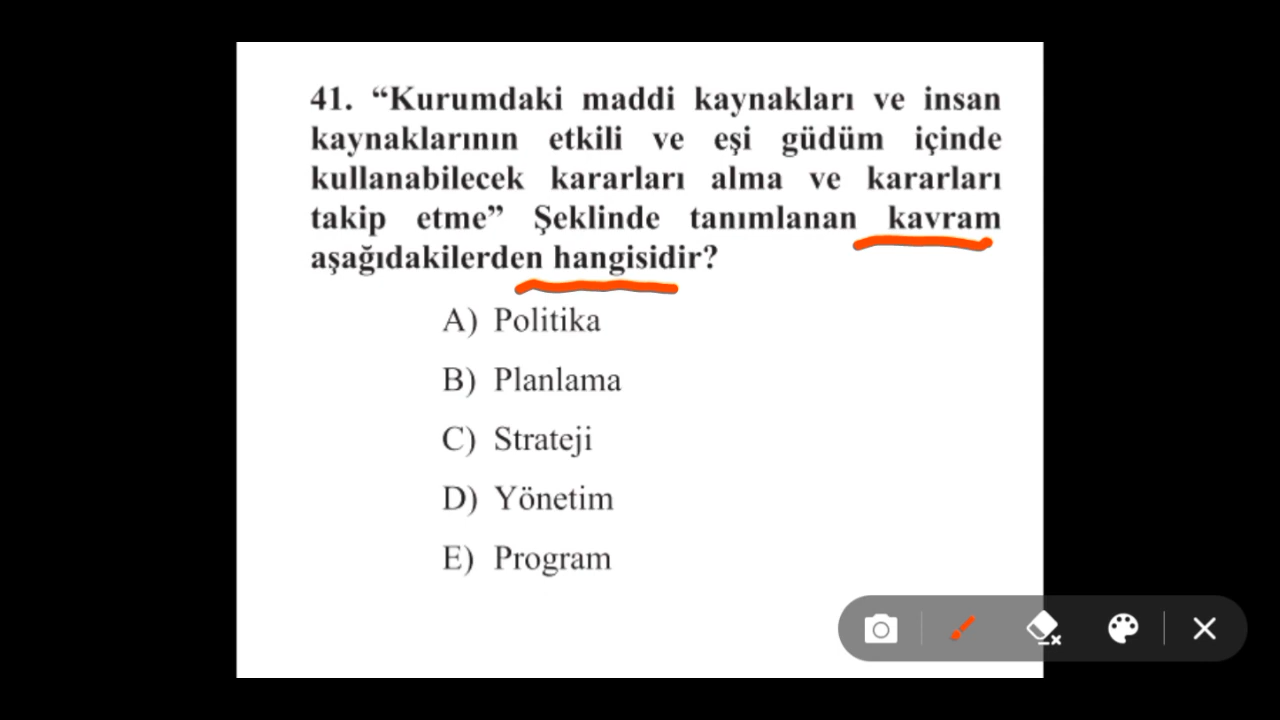 41. “Kurumdaki maddi kaynakları ve insan
kaynaklarının etkili ve eşi güdüm içinde
kullanabilecek kararları alma ve kararları
takip etme” Şeklinde tanımlanan kavram
aşağıdakilerden hangisidir?
A) Politika
B) Planlama
C) Strateji
D) Yönetim
E) Program